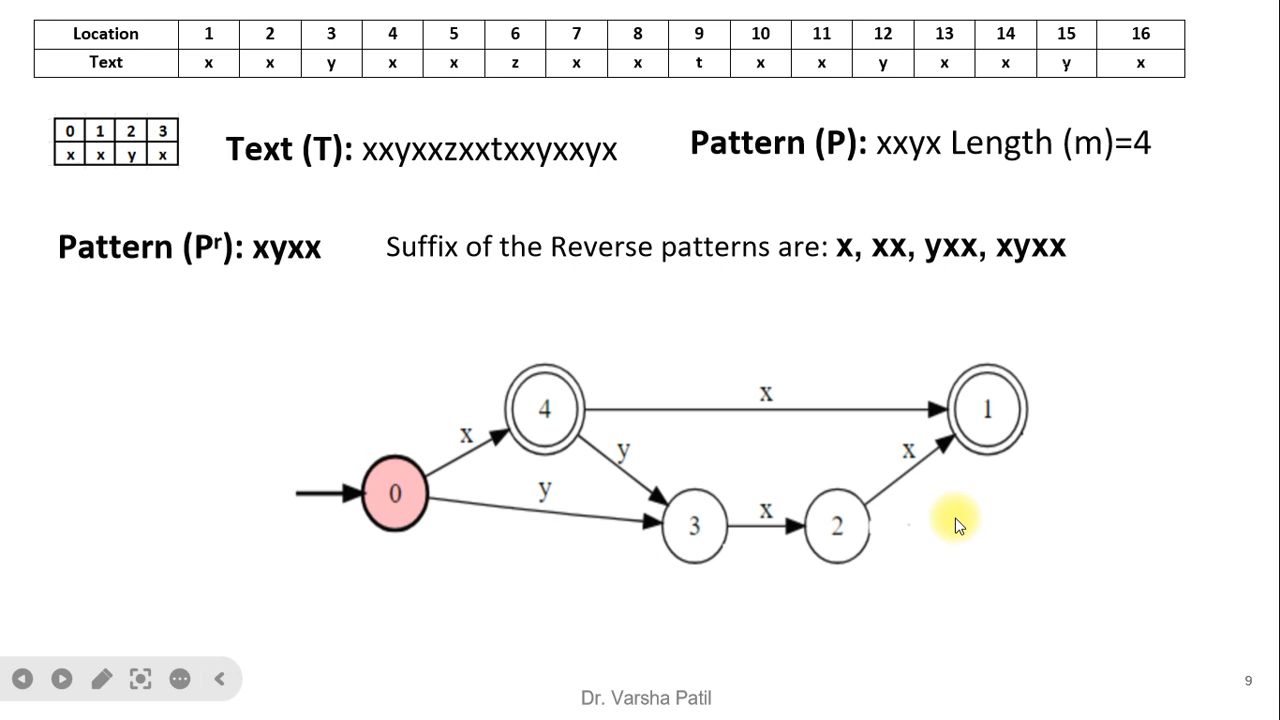 Location 1 2 3 4 5 6 7 8 9 10 11 12 13 14 15 16
Text x x y x x z x x t x x y x x y x
0 1 2 3
x x y x
Text (T): xxyxxzxxtxxyxxyx
Pattern (P): xxyx Length (m)=4
Pattern (Pʳ): xyxx
Suffix of the Reverse patterns are: x, xx, yxx, xyxx
x
4
1
x
y
x
0
y
x
3
2
9
Dr. Varsha Patil